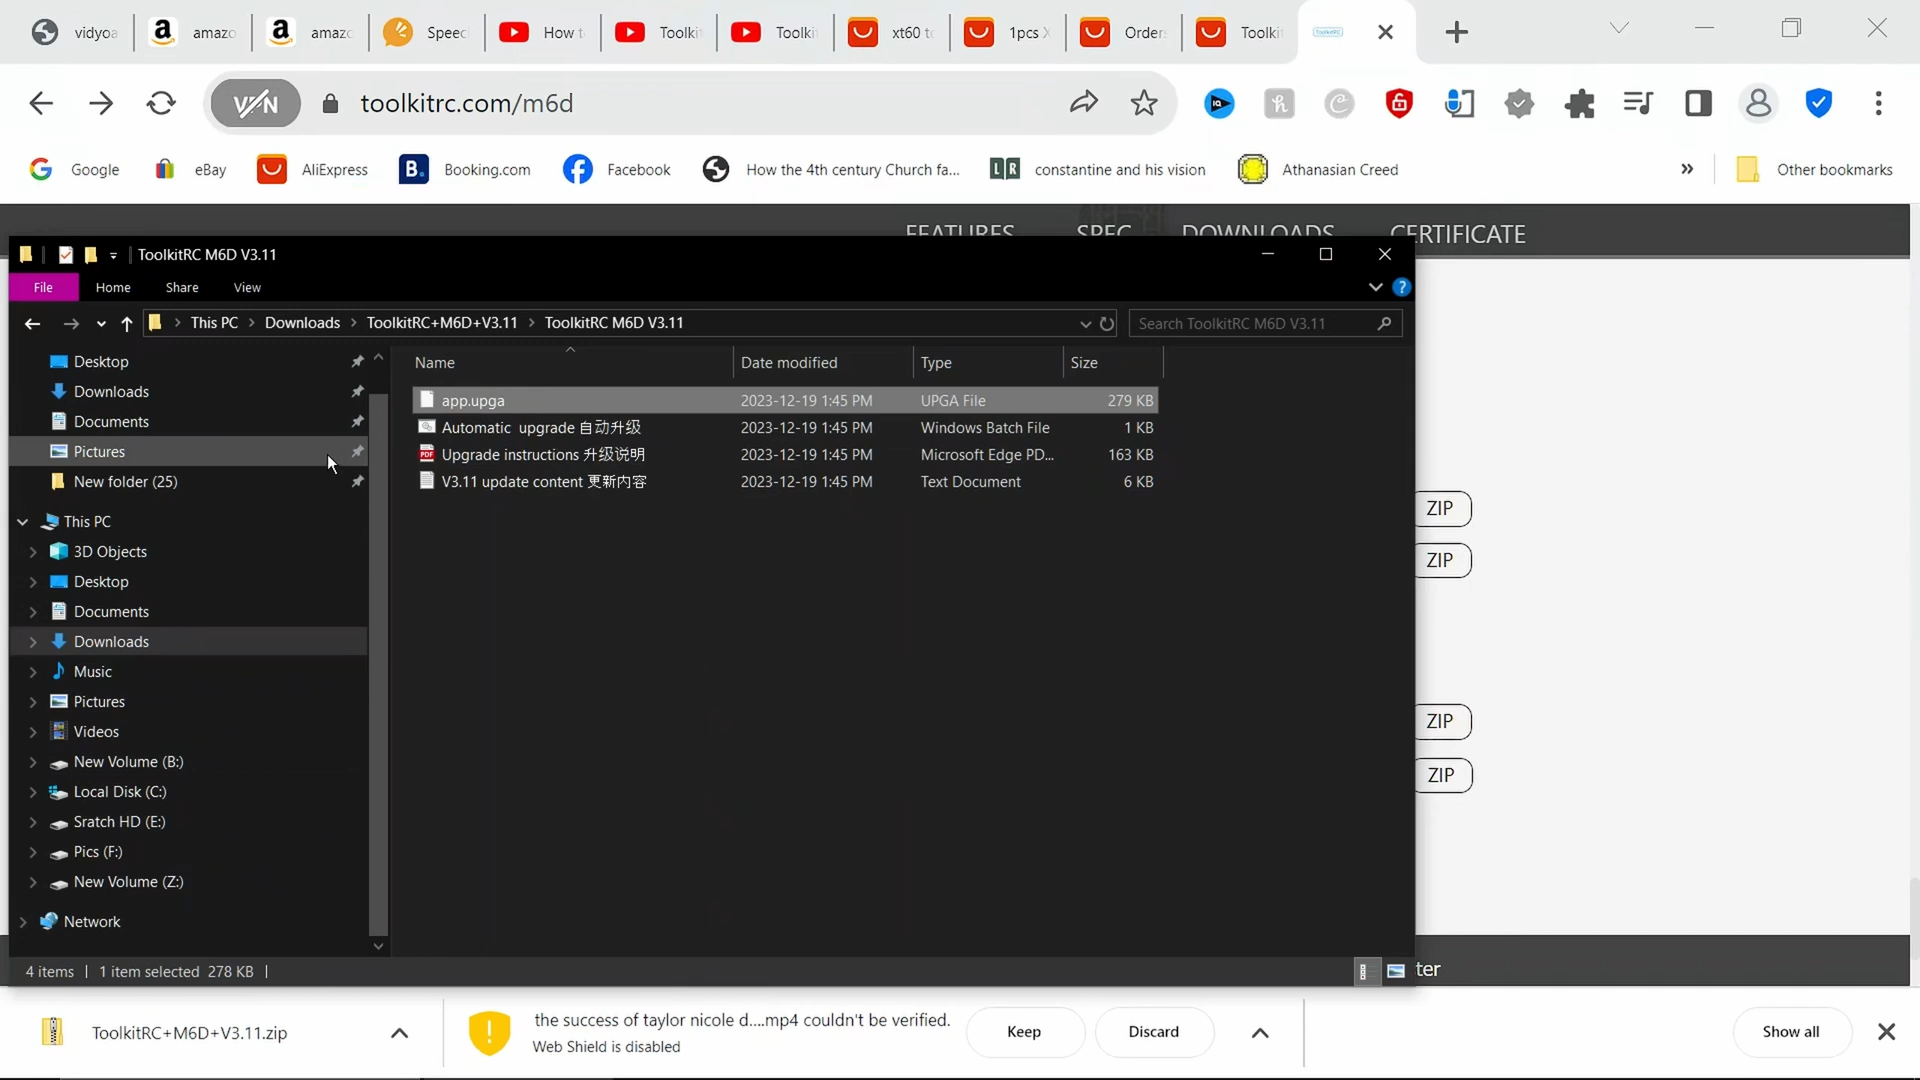 vidyoa
amazo
amazo
Speec
How t
Toolki
Toolki
xt60 to
1pcs X
Order
Toolki
toolkitrc.com/m6d
Google
eBay
AliExpress
Booking.com
Facebook
How the 4th century Church fa...
constantine and his vision
Athanasian Creed
»
Other bookmarks
FEATURES
SPEC
DOWNLOADS
CERTIFICATE
ToolkitRC M6D V3.11
File
Home
Share
View
This PC > Downloads > ToolkitRC+M6D+V3.11 > ToolkitRC M6D V3.11
Search ToolkitRC M6D V3.11
Name
Date modified
Type
Size
app.upga 2023-12-19 1:45 PM UPGA File 279 KB
Automatic upgrade 自动升级 2023-12-19 1:45 PM Windows Batch File 1 KB
Upgrade instructions 升级说明 2023-12-19 1:45 PM Microsoft Edge PD... 163 KB
V3.11 update content 更新内容 2023-12-19 1:45 PM Text Document 6 KB
Desktop
Downloads
Documents
Pictures
New folder (25)
This PC
3D Objects
Desktop
Documents
Downloads
Music
Pictures
Videos
New Volume (B:)
Local Disk (C:)
Sratch HD (E:)
Pics (F:)
New Volume (Z:)
Network
ZIP
ZIP
ZIP
ZIP
4 items | 1 item selected 278 KB |
ter
ToolkitRC+M6D+V3.11.zip
the success of taylor nicole d....mp4 couldn't be verified.
Web Shield is disabled
Keep
Discard
Show all